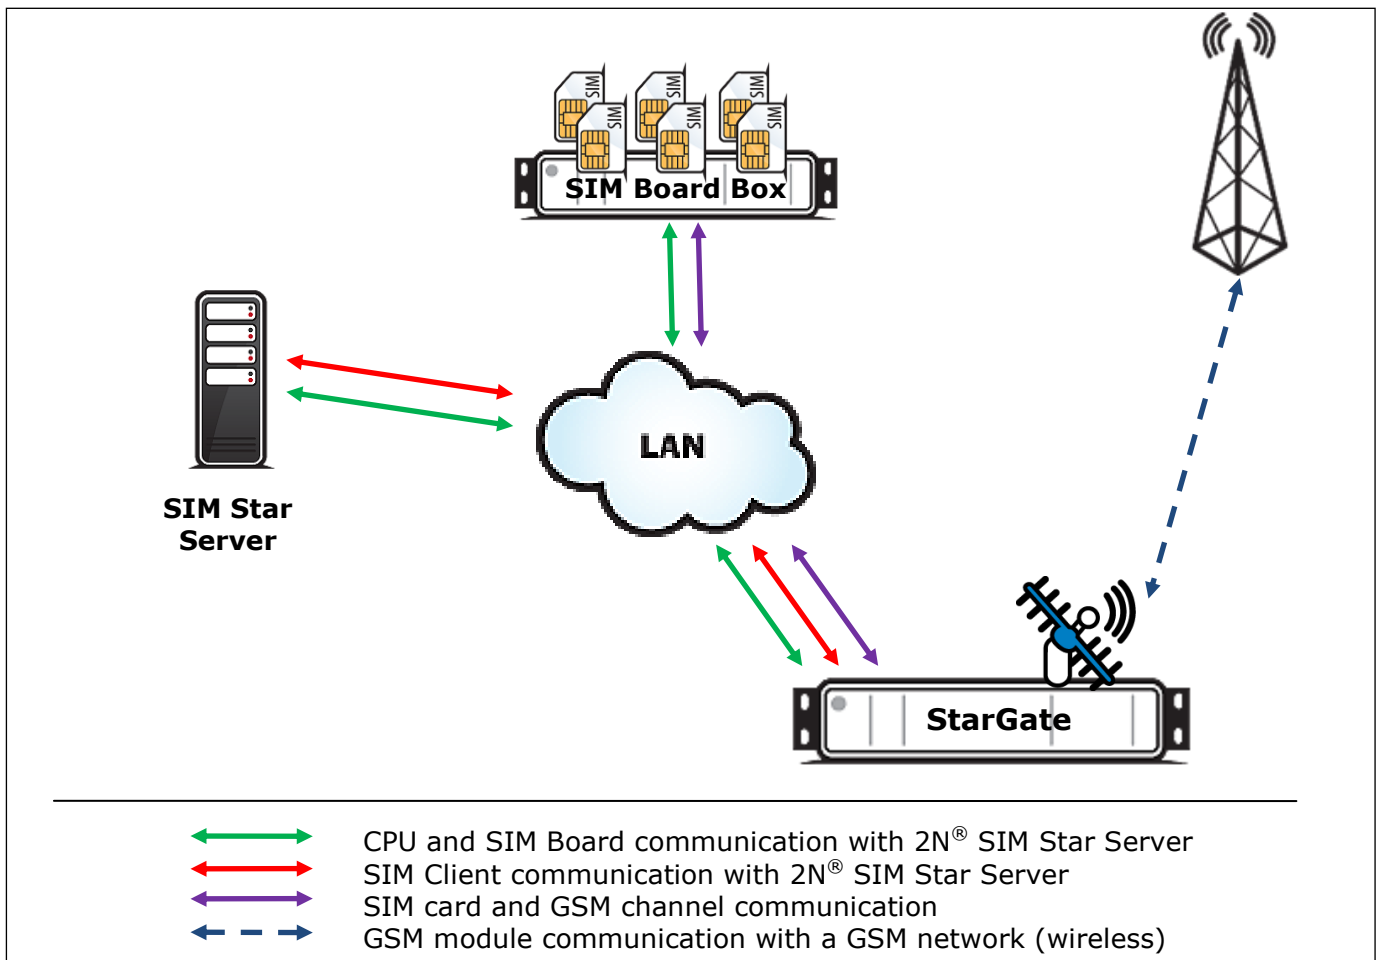 SIM
SIM
SIM
SIM
SIM
SIM
SIM Board Box
LAN
SIM Star
Server
StarGate
CPU and SIM Board communication with 2N® SIM Star Server
SIM Client communication with 2N® SIM Star Server
SIM card and GSM channel communication
GSM module communication with a GSM network (wireless)